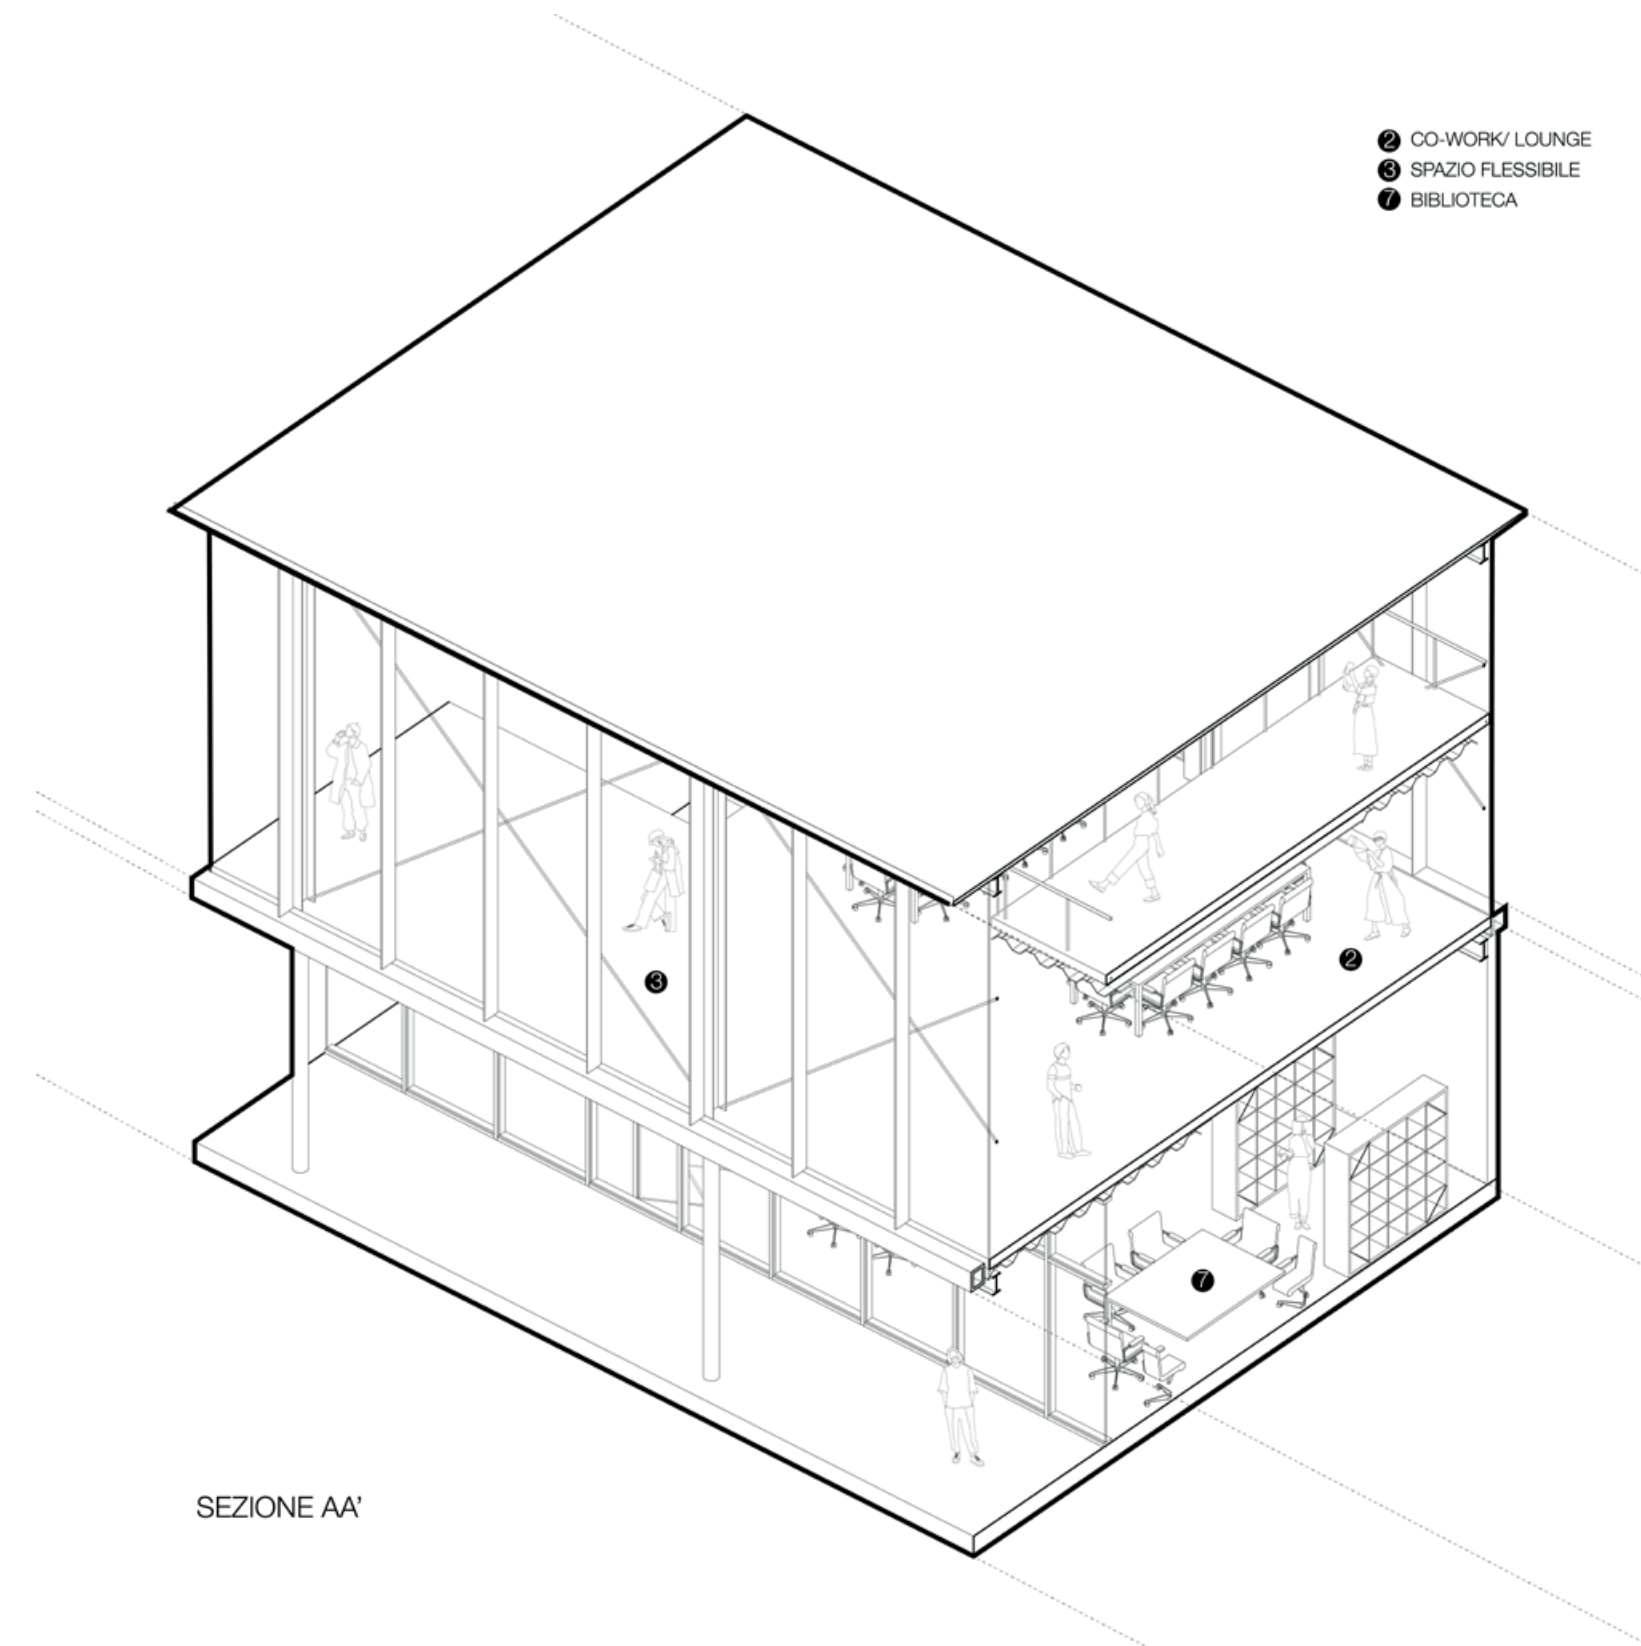 2 CO-WORK/ LOUNGE
3 SPAZIO FLESSIBILE
7 BIBLIOTECA
3
2
7
SEZIONE AA'